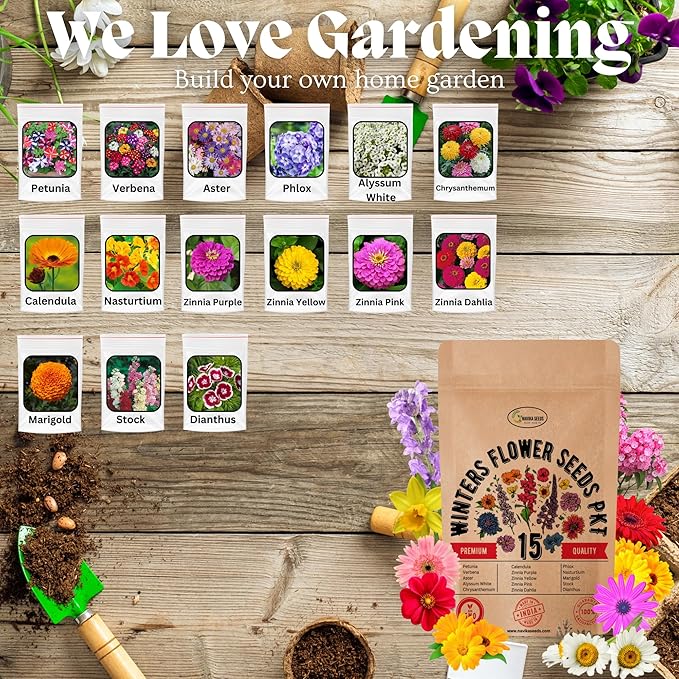 We Love Gardening
Build your own home garden
Petunia
Verbena
Aster
Phlox
Alyssum
White
Chrysanthemum
Calendula
Nasturtium
Zinnia Purple
Zinnia Yellow
Zinnia Pink
Zinnia Dahlia
Marigold
Stock
Dianthus
NAVIKA SEEDS
WINTERS FLOWER SEEDS PKT
15
PREMIUM
QUALITY
Petunia
Verbena
Aster
Alyssum White
Chrysanthemum
Calendula
Zinnia Purple
Zinnia Yellow
Zinnia Pink
Zinnia Dahlia
Phlox
Nasturtium
Marigold
Stock
Dianthus
INDIA
100%
www.navikaseeds.com